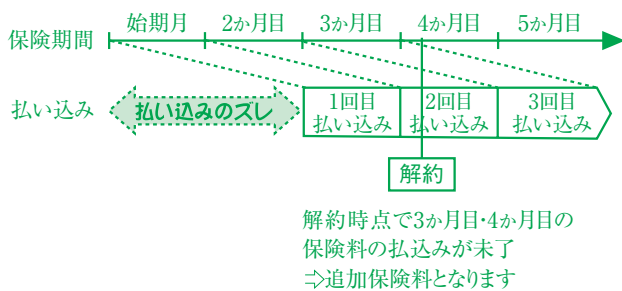 始期月 2か月目 3か月目 4か月目 5か月目
保険期間
払い込み
払い込みのズレ
1回目
払い込み
2回目
払い込み
3回目
払い込み
解約
解約時点で3か月目・4か月目の
保険料の払込みが未了
⇨追加保険料となります